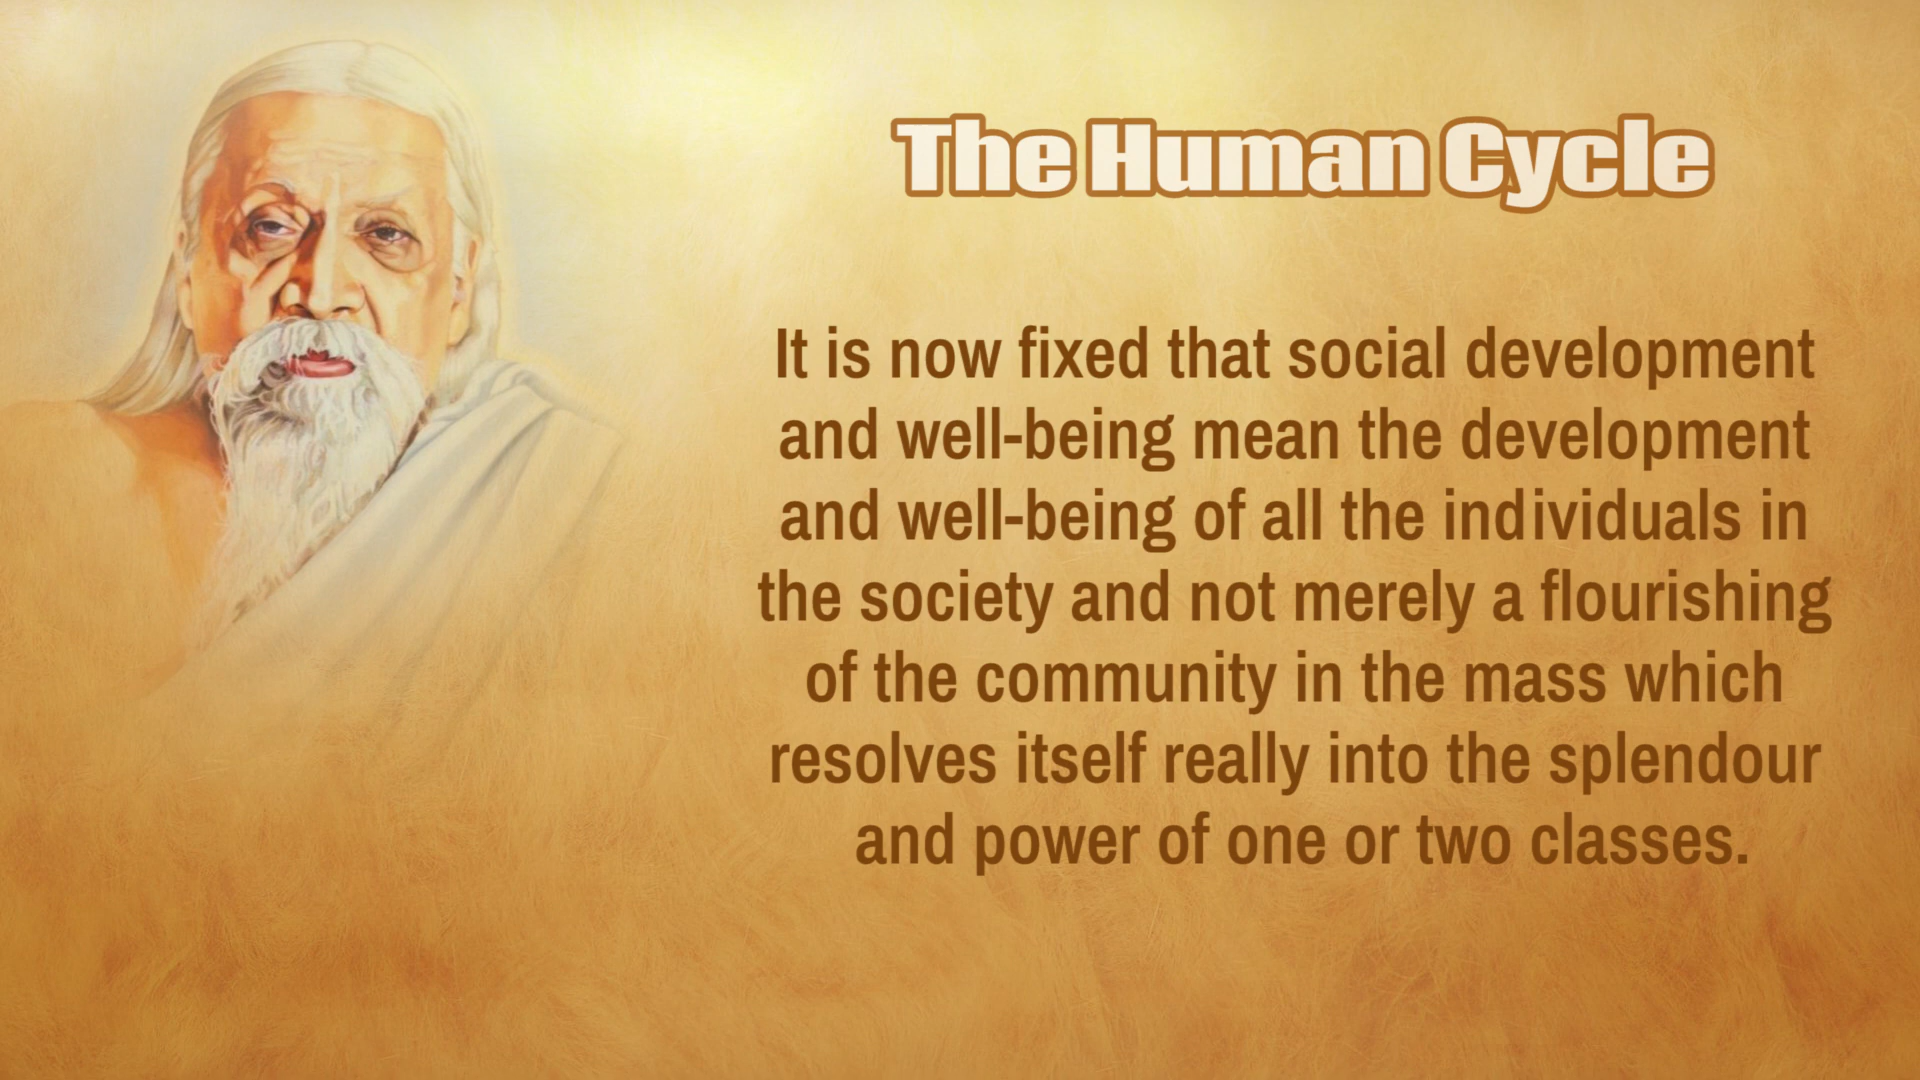 The Human Cycle
It is now fixed that social development
and well-being mean the development
and well-being of all the individuals in
the society and not merely a flourishing
of the community in the mass which
resolves itself really into the splendour
and power of one or two classes.